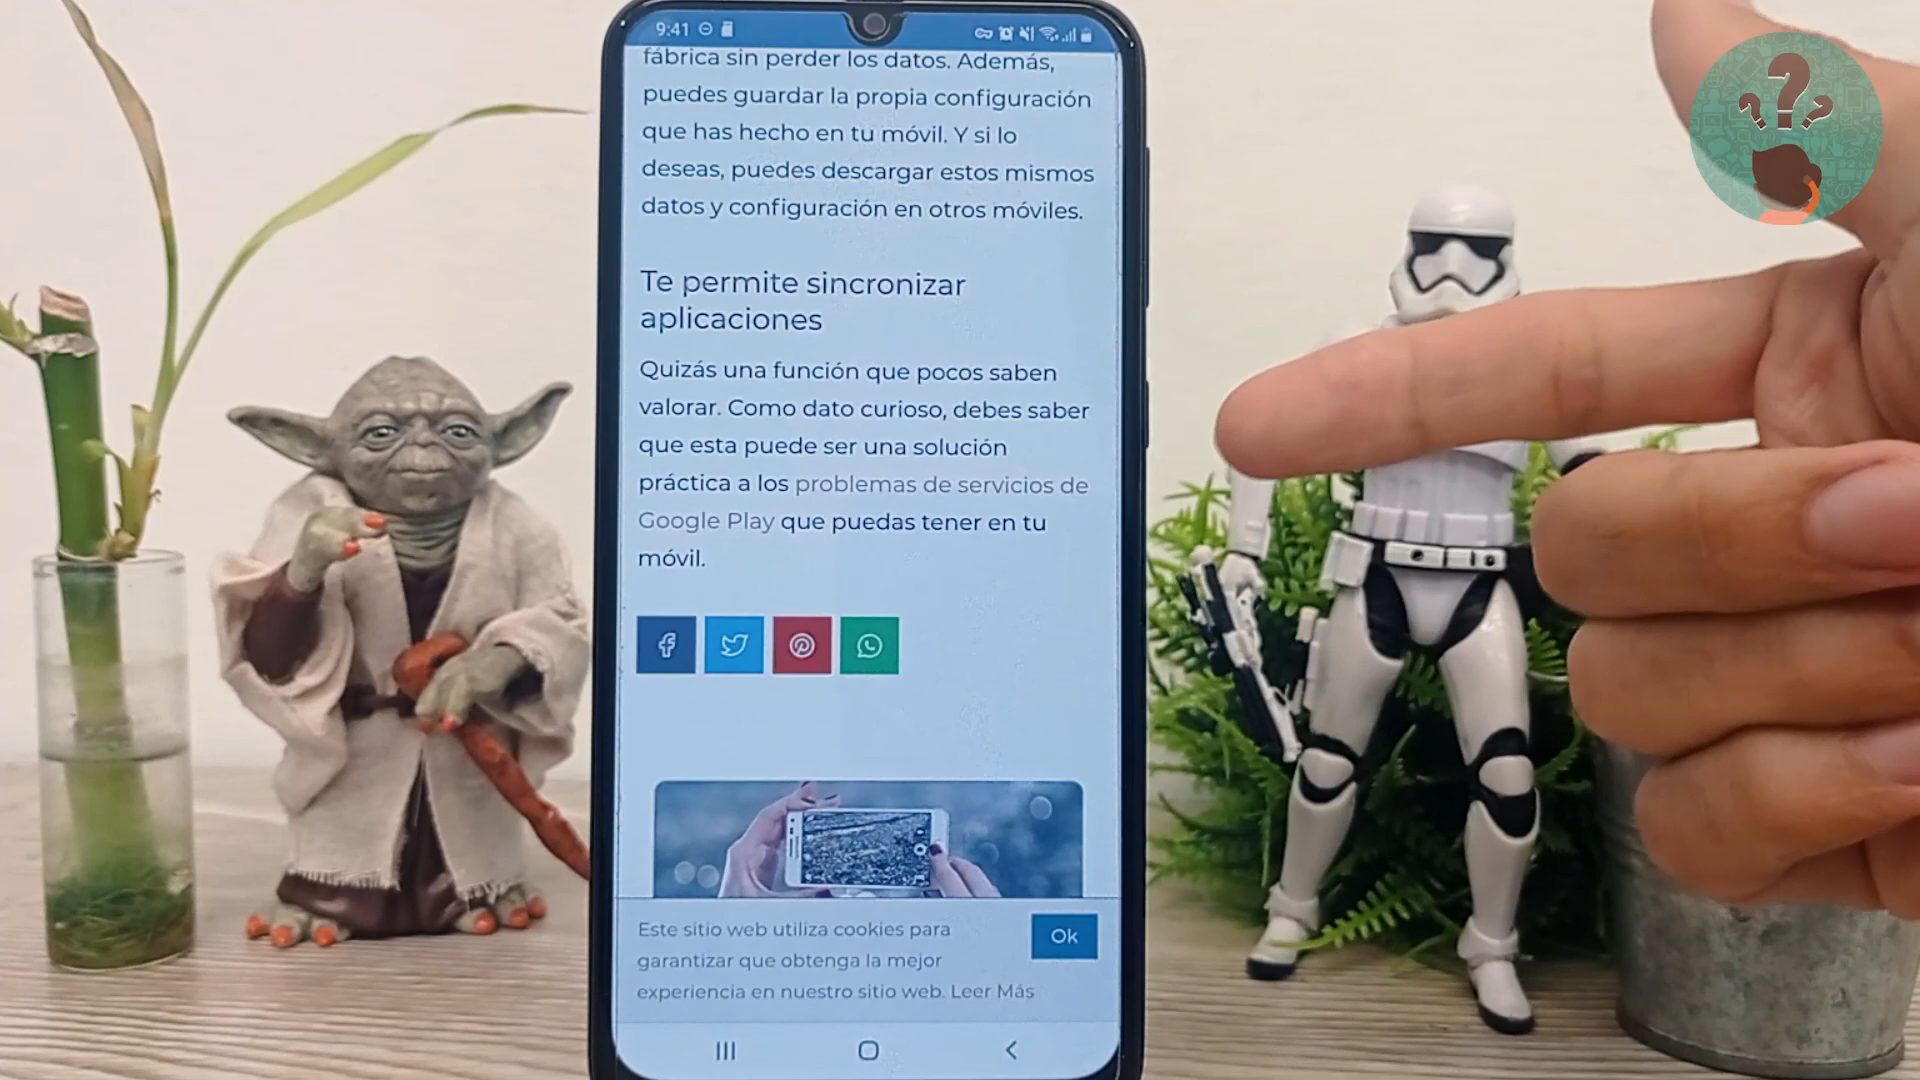 9:41
fábrica sin perder los datos. Además,
puedes guardar la propia configuración
que has hecho en tu móvil. Y si lo
deseas, puedes descargar estos mismos
datos y configuración en otros móviles.
Te permite sincronizar
aplicaciones
Quizás una función que pocos saben
valorar. Como dato curioso, debes saber
que esta puede ser una solución
práctica a los problemas de servicios de
Google Play que puedas tener en tu
móvil.
Este sitio web utiliza cookies para
garantizar que obtenga la mejor
experiencia en nuestro sitio web. Leer Más
Ok